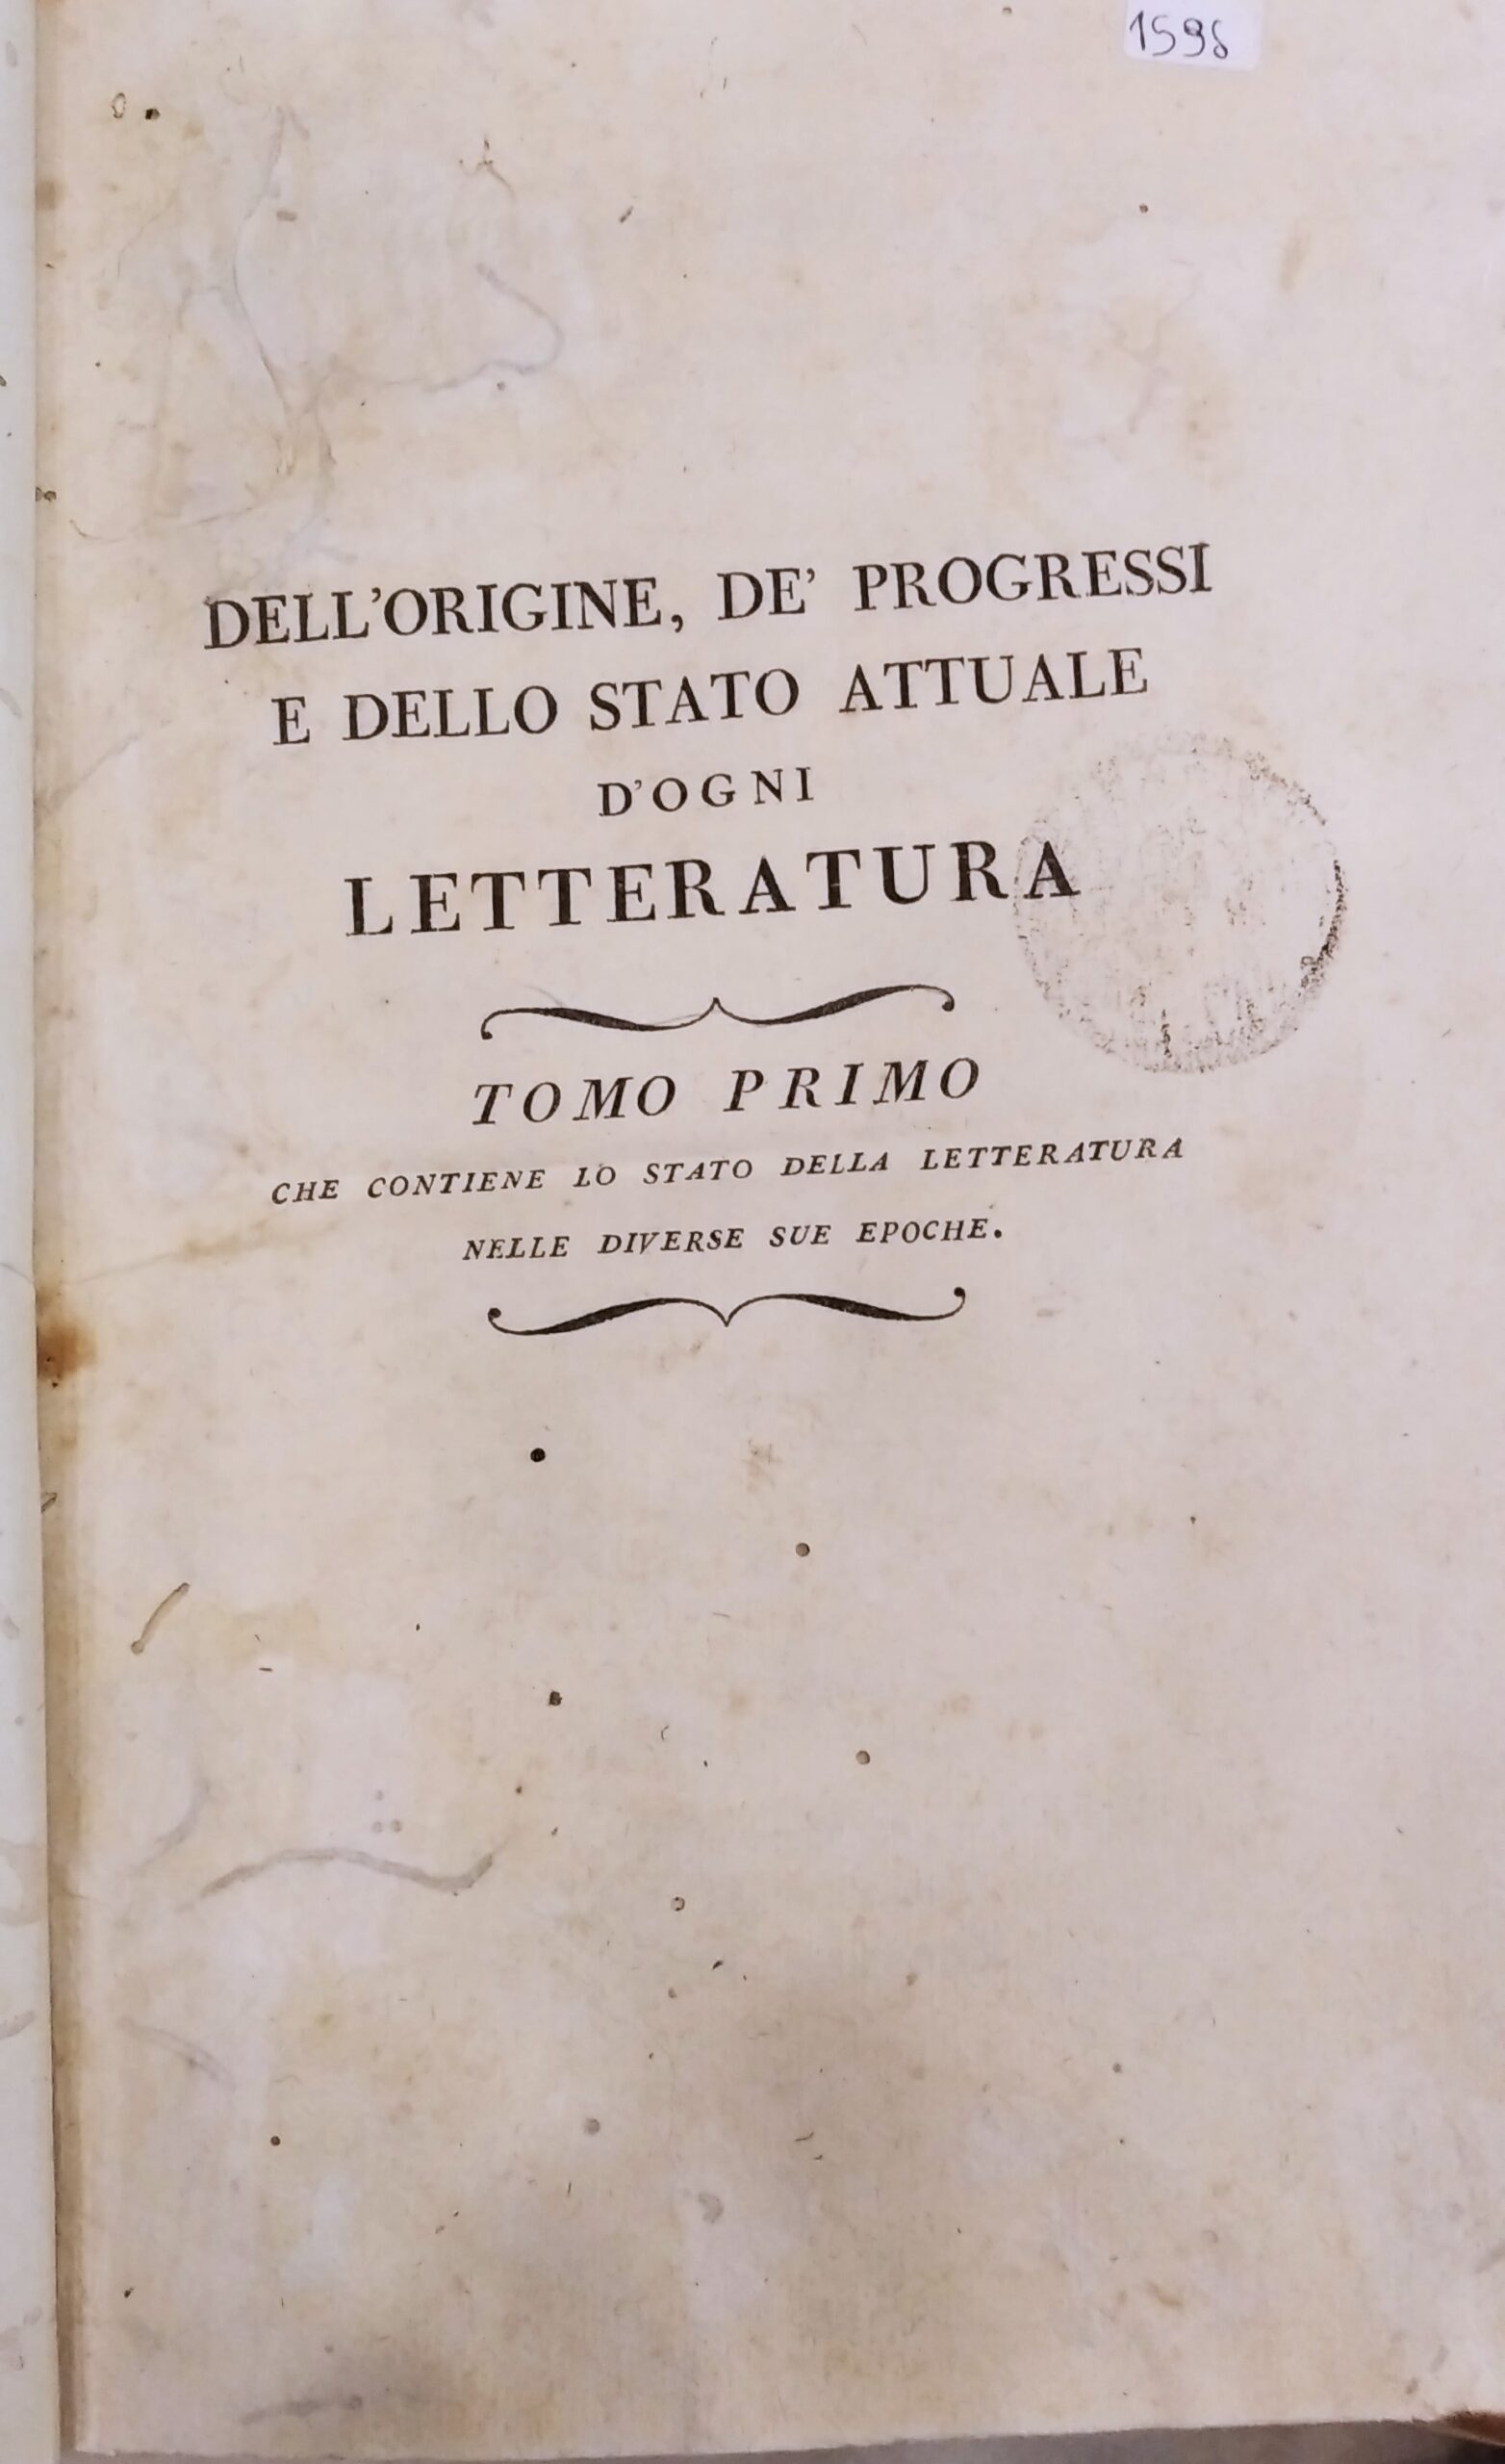 1598
DELL'ORIGINE, DE' PROGRESSI
E DELLO STATO ATTUALE
D'OGNI
LETTERATURA
TOMO PRIMO
CHE CONTIENE LO STATO DELLA LETTERATURA
NELLE DIVERSE SUE EPOCHE.